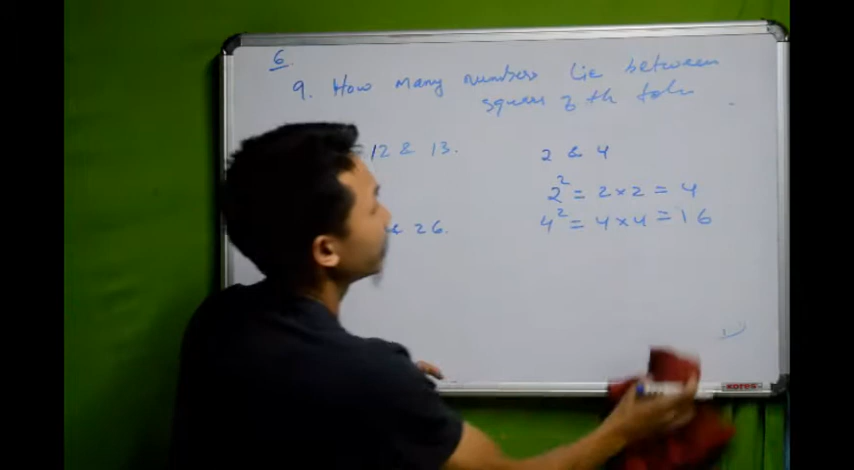 6
9. How many numbers lie between
squares of the
12 & 13.
2 & 4
2² = 2×2 = 4
& 26.
4² = 4×4 = 16
KOROS